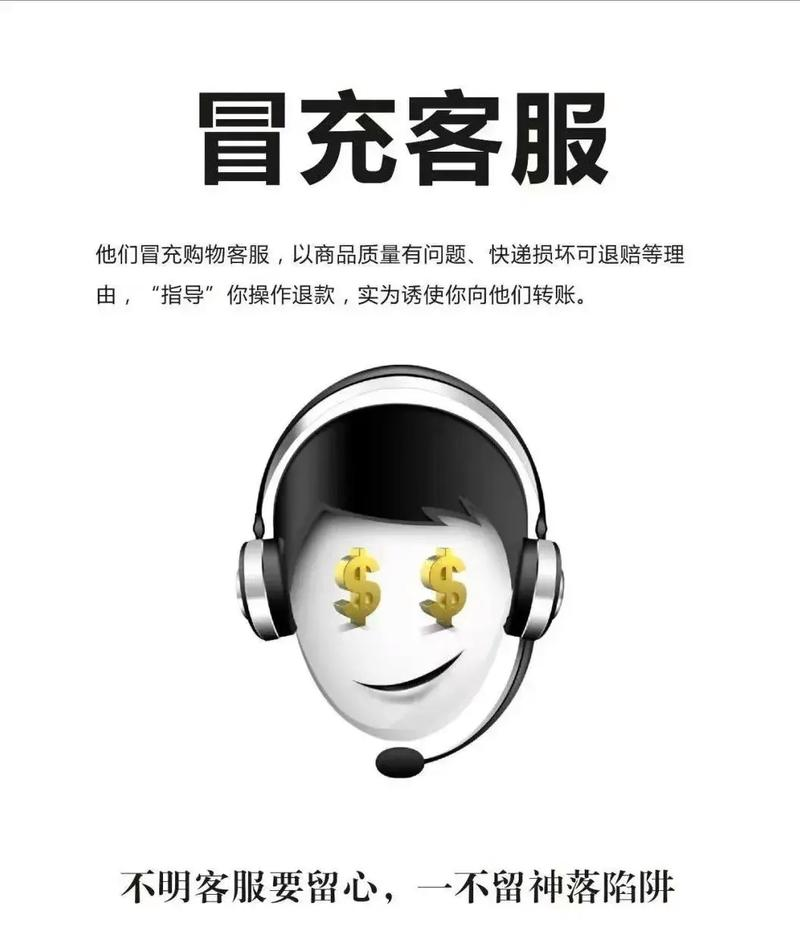 冒充客服
他们冒充购物客服，以商品质量有问题、快递损坏可退赔等理
由，“指导”你操作退款，实为诱使你向他们转账。
$ $
不明客服要留心，一不留神落陷阱